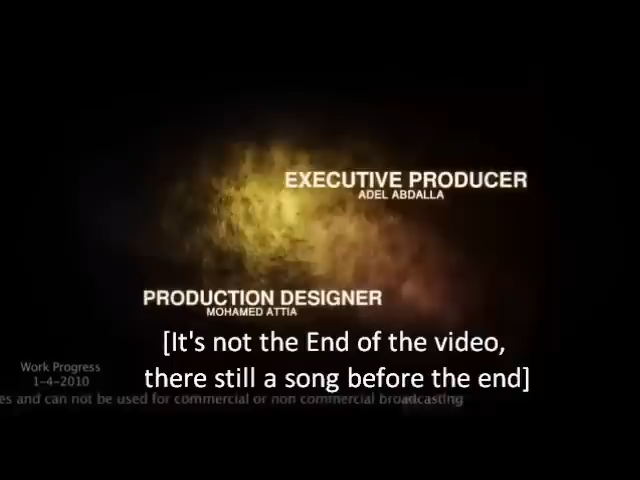 EXECUTIVE PRODUCER
ADEL ABDALLA
PRODUCTION DESIGNER
MOHAMED ATTIA
[It's not the End of the video,
there still a song before the end]
Work Progress
1-4-2010
es and can not be used for commercial or non commercial broadcasting